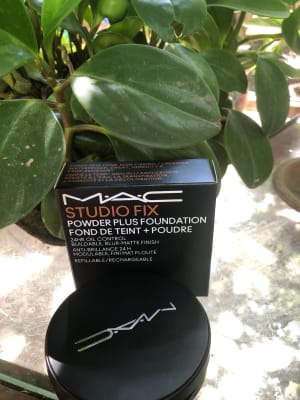 M·A·C
STUDIO FIX
POWDER PLUS FOUNDATION
FOND DE TEINT + POUDRE
24HR OIL CONTROL
BUILDABLE, BLUR-MATTE FINISH
ANTI-BRILLANCE 24 H
MODULABLE, FINI MAT FLOUTÉ
REFILLABLE/RECHARGEABLE
M·A·C